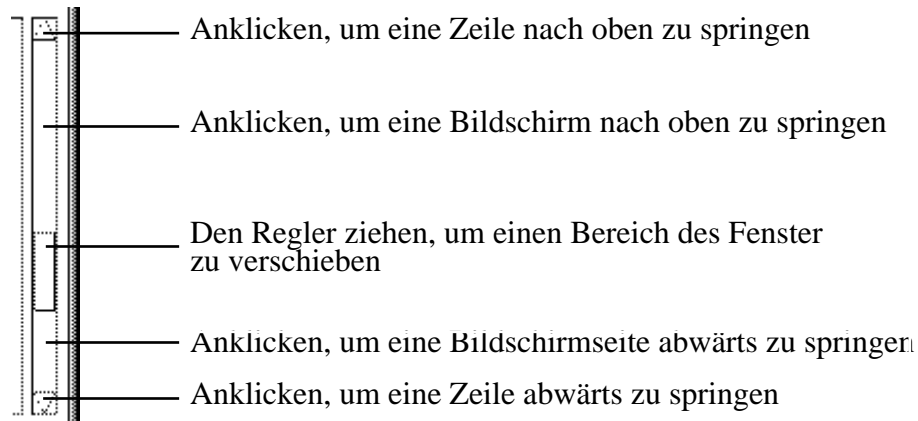 Anklicken, um eine Zeile nach oben zu springen
Anklicken, um eine Bildschirm nach oben zu springen
Den Regler ziehen, um einen Bereich des Fenster
zu verschieben
Anklicken, um eine Bildschirmseite abwärts zu springen
Anklicken, um eine Zeile abwärts zu springen